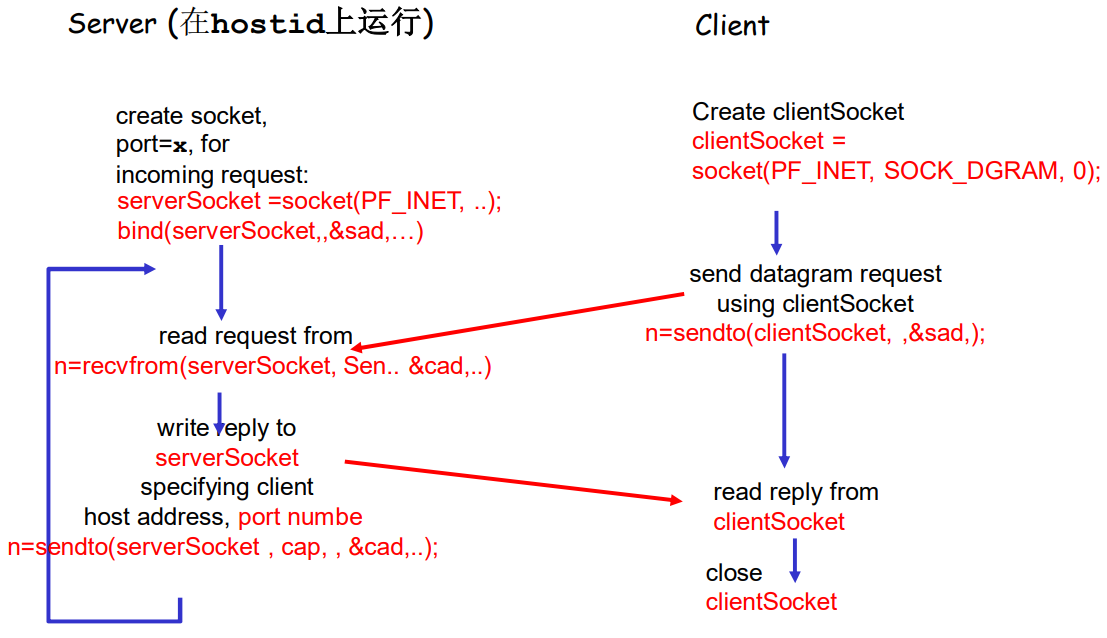 Server (在hostid上运行)
create socket,
port=x, for
incoming request:
serverSocket =socket(PF_INET, ..);
bind(serverSocket,,&sad,…)
read request from
n=recvfrom(serverSocket, Sen.. &cad,..)
write reply to
serverSocket
specifying client
host address, port numbe
n=sendto(serverSocket , cap, , &cad,..);
Client
Create clientSocket
clientSocket =
socket(PF_INET, SOCK_DGRAM, 0);
send datagram request
using clientSocket
n=sendto(clientSocket, ,&sad,);
read reply from
clientSocket
close
clientSocket